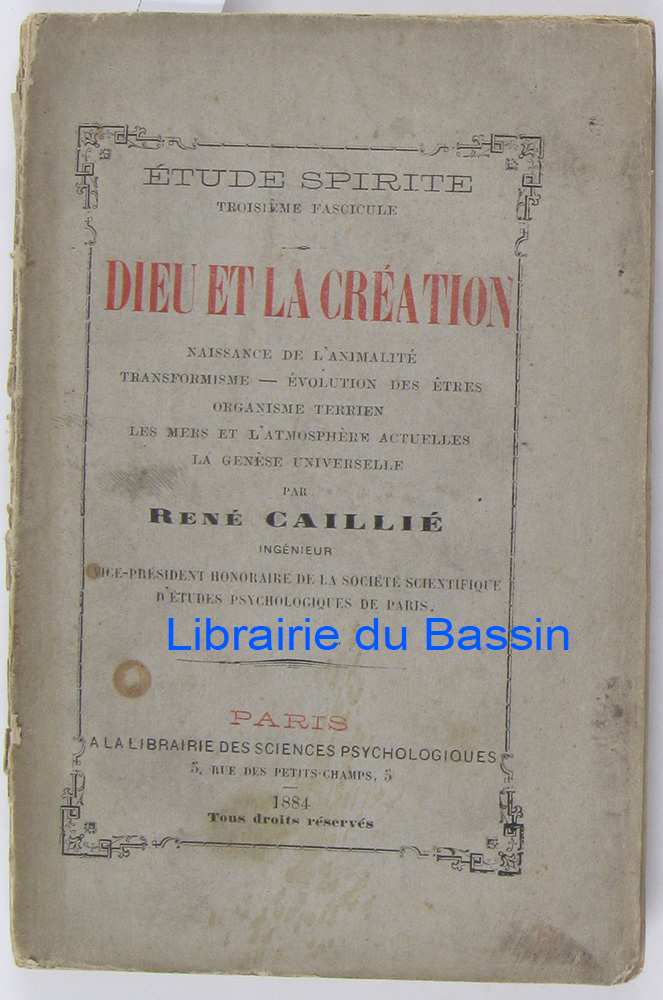 ÉTUDE SPIRITE
TROISIÈME FASCICULE
DIEU ET LA CRÉATION
NAISSANCE DE L'ANIMALITÉ
TRANSFORMISME — ÉVOLUTION DES ÊTRES
ORGANISME TERRIEN
LES MERS ET L'ATMOSPHÈRE ACTUELLES
LA GENÈSE UNIVERSELLE
PAR
RENÉ CAILLIÉ
INGÉNIEUR
VICE-PRÉSIDENT HONORAIRE DE LA SOCIÉTÉ SCIENTIFIQUE
D'ÉTUDES PSYCHOLOGIQUES DE PARIS.
Librairie du Bassin
PARIS
A LA LIBRAIRIE DES SCIENCES PSYCHOLOGIQUES
5, RUE DES PETITS-CHAMPS, 5
1884
Tous droits réservés